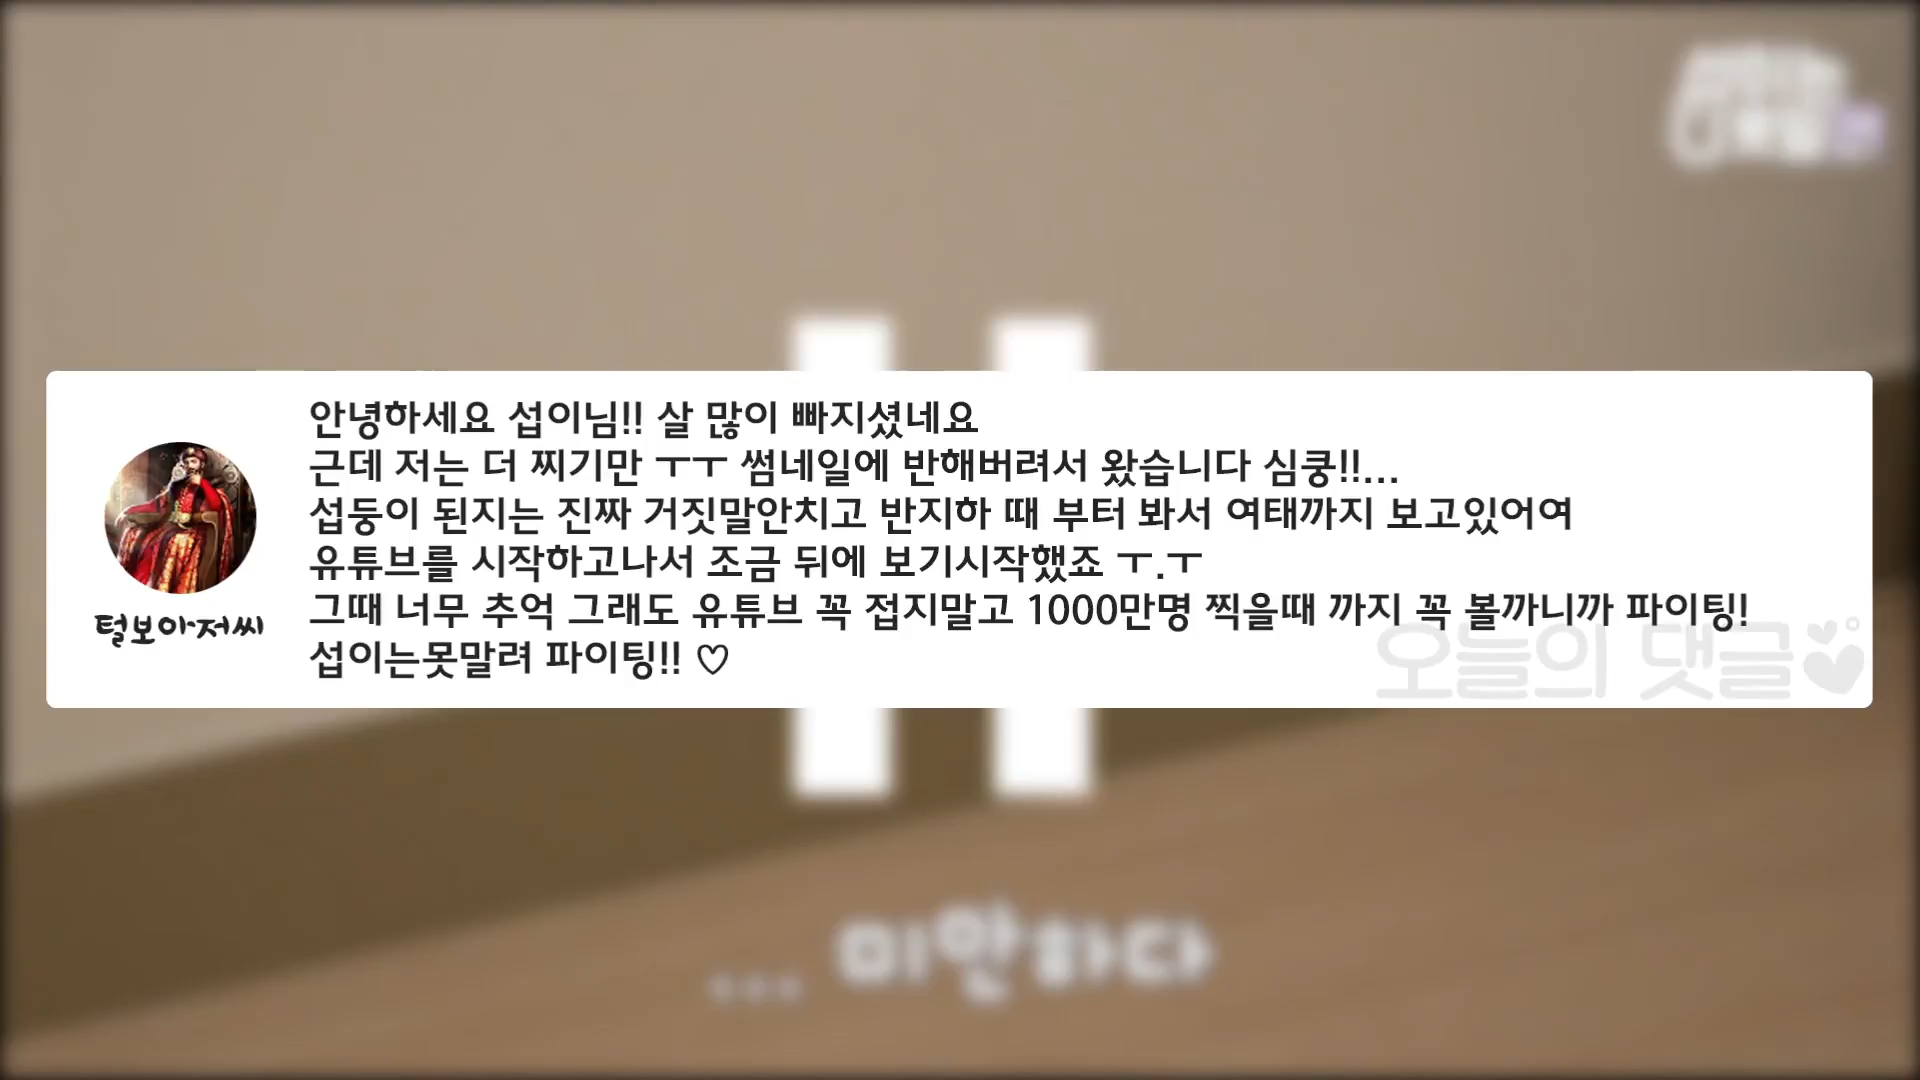 안녕하세요 섭이님!! 살 많이 빠지셨네요
근데 저는 더 찌기만 ㅜㅜ 썸네일에 반해버려서 왔습니다 심쿵!!...
섭둥이 된지는 진짜 거짓말안치고 반지하 때 부터 봐서 여태까지 보고있어여
유튜브를 시작하고나서 조금 뒤에 보기시작했죠 ㅜ.ㅜ
그때 너무 추억 그래도 유튜브 꼭 접지말고 1000만명 찍을때 까지 꼭 볼까니까 파이팅!
섭이는못말려 파이팅!! ♡
털보아저씨
오늘의 댓글
... 미안하다